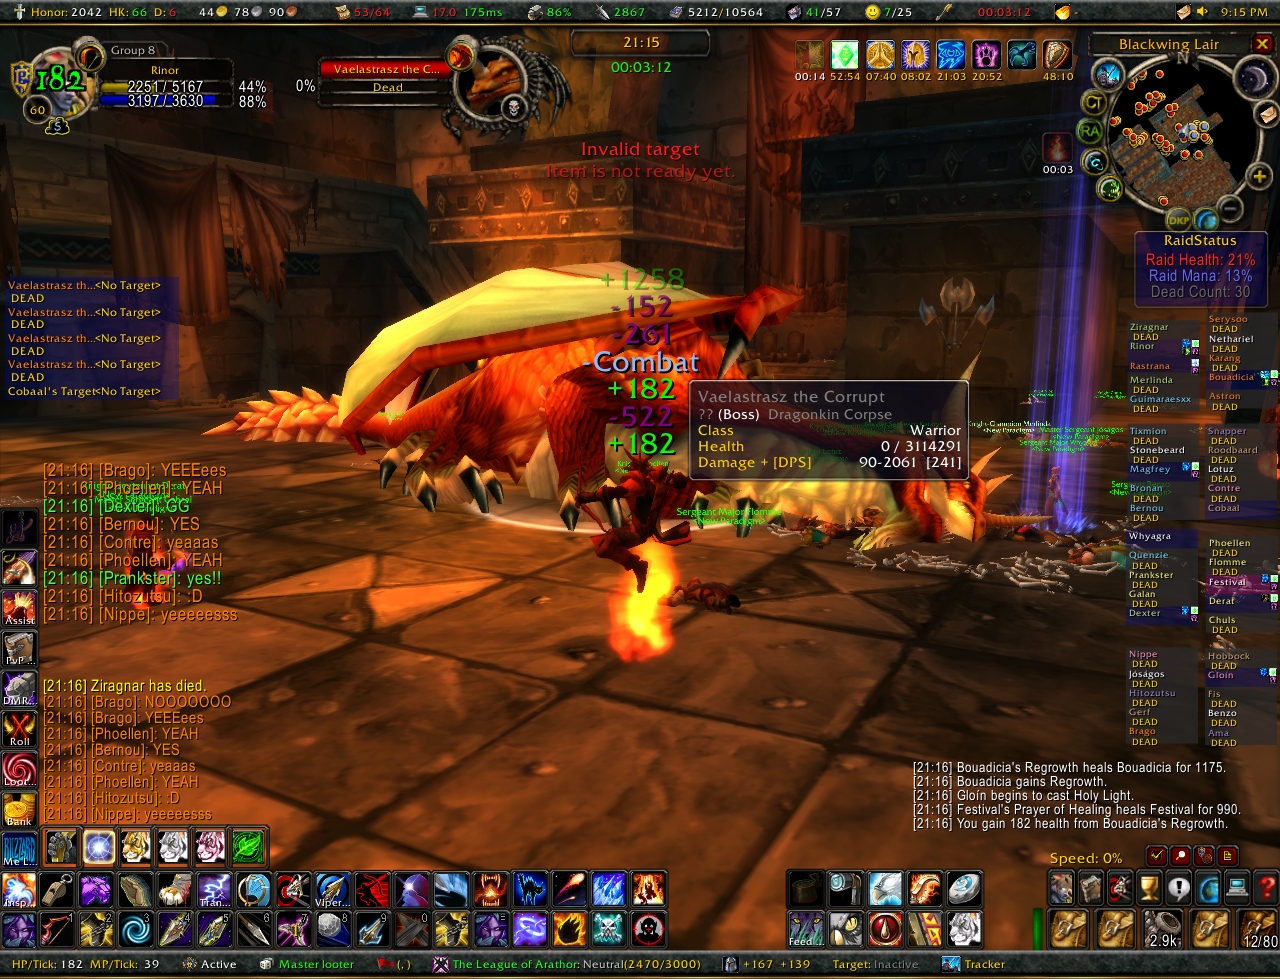 Honor: 2042 HK: 66 D: 6 44 78 90 53/64 17.0 175ms 86% 2867 5212/10564 41/57 7/25 00:03:12 - 9:15 PM
Group 8
182
Rinor
2251 / 5167 44%
3197 / 3630 88%
60
0%
Vaelastrasz the C...
Dead
21:15
00:03:12
00:14 52:54 07:40 08:02 21:03 20:52 48:10
00:03
Blackwing Lair
N
CT
RA
DKP
Invalid target
Item is not ready yet.
RaidStatus
Raid Health: 21%
Raid Mana: 13%
Dead Count: 30
Vaelastrasz th...<No Target>
DEAD
Vaelastrasz th...<No Target>
DEAD
Vaelastrasz th...<No Target>
DEAD
Vaelastrasz th...<No Target>
DEAD
Cobaal's Target<No Target>
+1258
-152
-261
-Combat
+182
-522
+182
Vaelastrasz the Corrupt
?? (Boss) Dragonkin Corpse
Class Warrior
Health 0 / 3114291
Damage + [DPS] 90-2061 [241]
Sergeant Major Flomme
<New Paradigm>
[21:16] [Brago]: YEEEees
[21:16] [Phoellen]: YEAH
[21:16] [Dexter]: GG
[21:16] [Bernou]: YES
[21:16] [Contre]: yeaaas
[21:16] [Phoellen]: YEAH
[21:16] [Prankster]: yes!!
[21:16] [Hitozutsu]: :D
[21:16] [Nippe]: yeeeeesss
[21:16] Ziragnar has died.
[21:16] [Brago]: NOOOOOOO
[21:16] [Brago]: YEEEees
[21:16] [Phoellen]: YEAH
[21:16] [Bernou]: YES
[21:16] [Contre]: yeaaas
[21:16] [Phoellen]: YEAH
[21:16] [Hitozutsu]: :D
[21:16] [Nippe]: yeeeeesss
Ziragnar
DEAD
Rinor
Rastrana
Merlinda
DEAD
Guimaraesxx
DEAD
Serysoo
DEAD
Nethariel
DEAD
Karang
DEAD
Bouadicia
Astron
DEAD
Tixmion
DEAD
Stonebeard
DEAD
Magfrey
Bronan
DEAD
Bernou
DEAD
Snapper
DEAD
Roodbaard
DEAD
Lotuz
DEAD
Contre
DEAD
Cobaal
DEAD
Whyagra
Quenzie
DEAD
Prankster
DEAD
Galan
DEAD
Dexter
Phoellen
DEAD
Flomme
DEAD
Festival
Deraf
Chuls
DEAD
Nippe
DEAD
Jóságos
DEAD
Hitozutsu
DEAD
Gerf
DEAD
Brago
DEAD
Hobbock
DEAD
Gloín
Fis
DEAD
Benzo
DEAD
Ama
DEAD
[21:16] Bouadicia's Regrowth heals Bouadicia for 1175.
[21:16] Bouadicia gains Regrowth.
[21:16] Gloín begins to cast Holy Light.
[21:16] Festival's Prayer of Healing heals Festival for 990.
[21:16] You gain 182 health from Bouadicia's Regrowth.
Speed: 0%
Assist
PvP...
DMR...
Roll
Loot...
Bank
Me L...
Insp...
Tran...
Viper...
Feed...
2.9k
12/80
HP/Tick: 182 MP/Tick: 39 Active Master looter (, ) The League of Arathor: Neutral(2470/3000) +167 +139 Target: Inactive Tracker